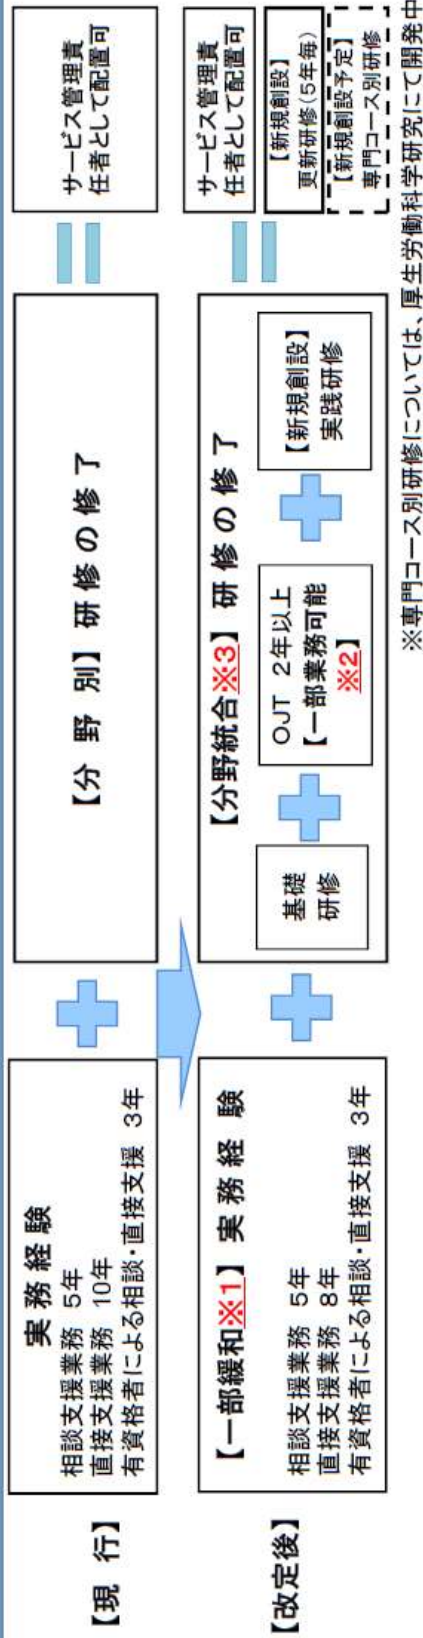 【現 行】
実 務 経 験
相談支援業務 5年
直接支援業務 10年
有資格者による相談・直接支援 3年
【分 野 別】 研 修 の 修 了
サービス管理責
任者として配置可
【改定後】
【一部緩和※1】 実 務 経 験
相談支援業務 5年
直接支援業務 8年
有資格者による相談・直接支援 3年
【分野統合※3】 研 修 の 修 了
基礎
研修
OJT 2年以上
【一部業務可能
※2】
【新規創設】
実践研修
サービス管理責
任者として配置可
【新規創設】
更新研修(5年毎)
【新規創設予定】
専門コース別研修
※専門コース別研修については、厚生労働科学研究にて開発中